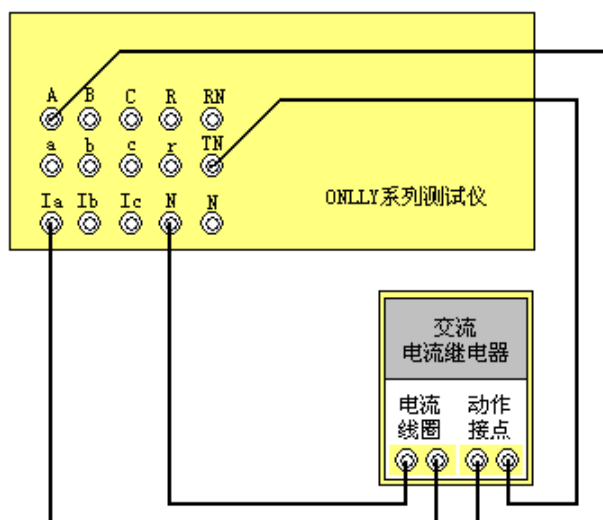 A B C R RN
a b c r TN
Ia Ib Ic N N
ONLLY系列测试仪
交流
电流继电器
电流 动作
线圈 接点